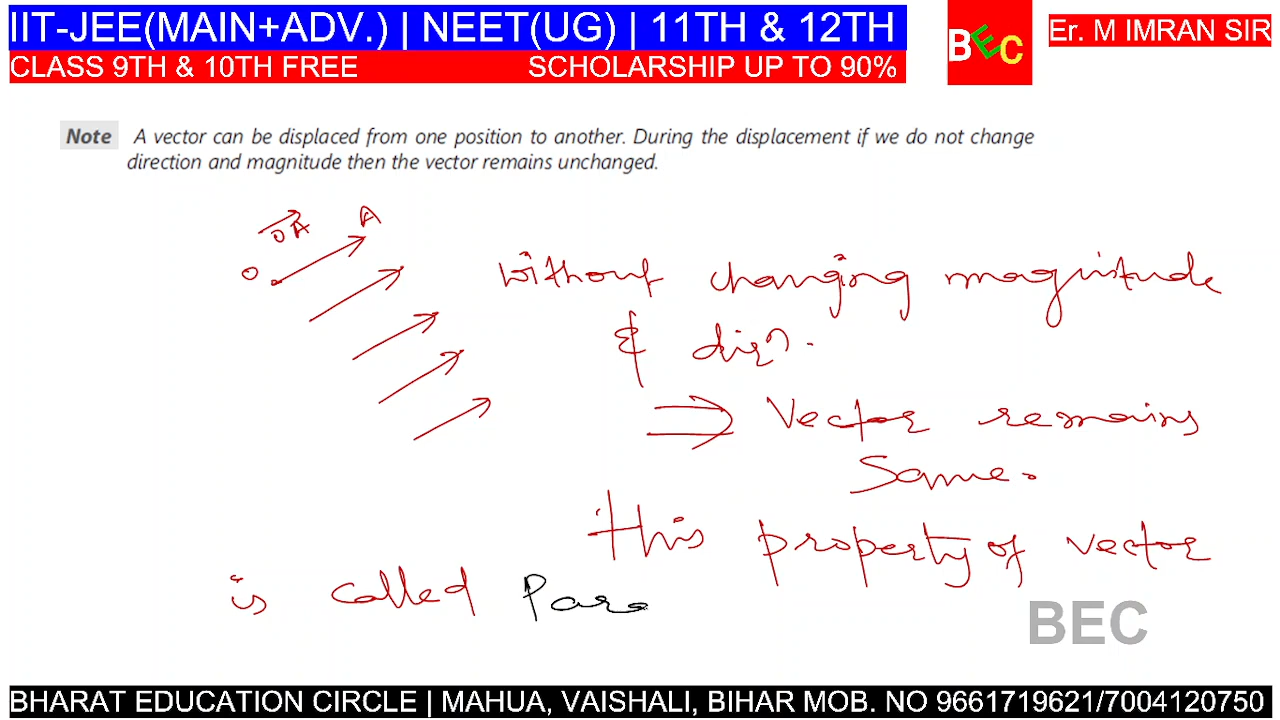 IIT-JEE(MAIN+ADV.) | NEET(UG) | 11TH & 12TH
CLASS 9TH & 10TH FREE SCHOLARSHIP UP TO 90%
BEC
Er. M IMRAN SIR
Note A vector can be displaced from one position to another. During the displacement if we do not change
direction and magnitude then the vector remains unchanged.
OA
A
O
without changing magnitude
& dirn.
⇒ Vector remains
Same.
this property of vector
is called Para
BEC
BHARAT EDUCATION CIRCLE | MAHUA, VAISHALI, BIHAR MOB. NO 9661719621/7004120750